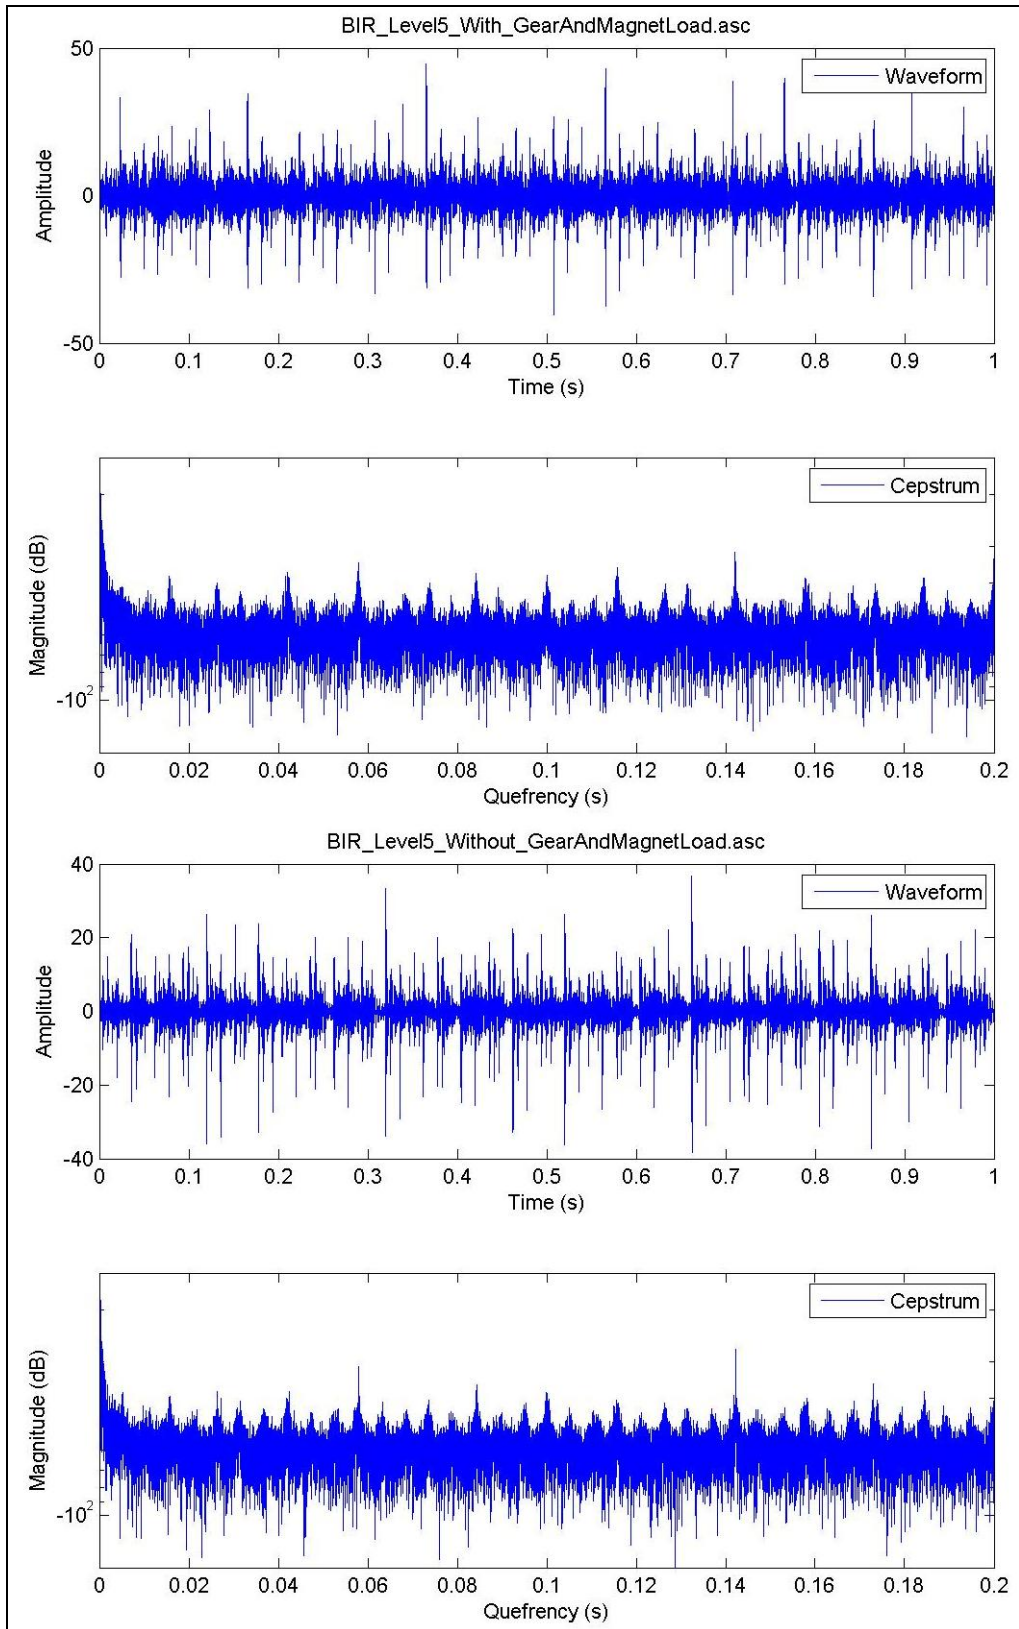 BIR_Level5_With_GearAndMagnetLoad.asc
50
Waveform
0
Amplitude
-50
0 0.1 0.2 0.3 0.4 0.5 0.6 0.7 0.8 0.9 1
Time (s)
Cepstrum
Magnitude (dB)
-10^2
0 0.02 0.04 0.06 0.08 0.1 0.12 0.14 0.16 0.18 0.2
Quefrency (s)
BIR_Level5_Without_GearAndMagnetLoad.asc
40
Waveform
20
0
Amplitude
-20
-40
0 0.1 0.2 0.3 0.4 0.5 0.6 0.7 0.8 0.9 1
Time (s)
Cepstrum
Magnitude (dB)
-10^2
0 0.02 0.04 0.06 0.08 0.1 0.12 0.14 0.16 0.18 0.2
Quefrency (s)